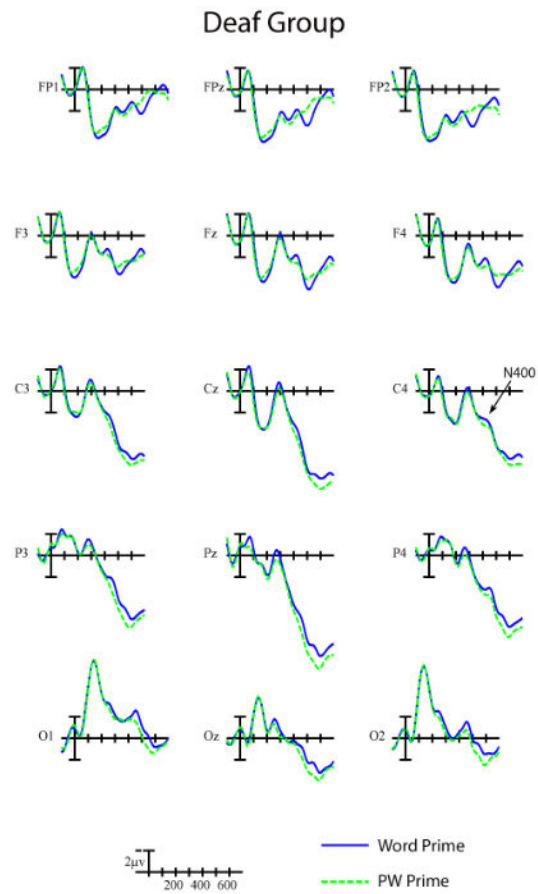 Deaf Group
FP1 FPz FP2
F3 Fz F4
N400
C3 Cz C4
P3 Pz P4
O1 Oz O2
Word Prime
2μv
200 400 600
PW Prime